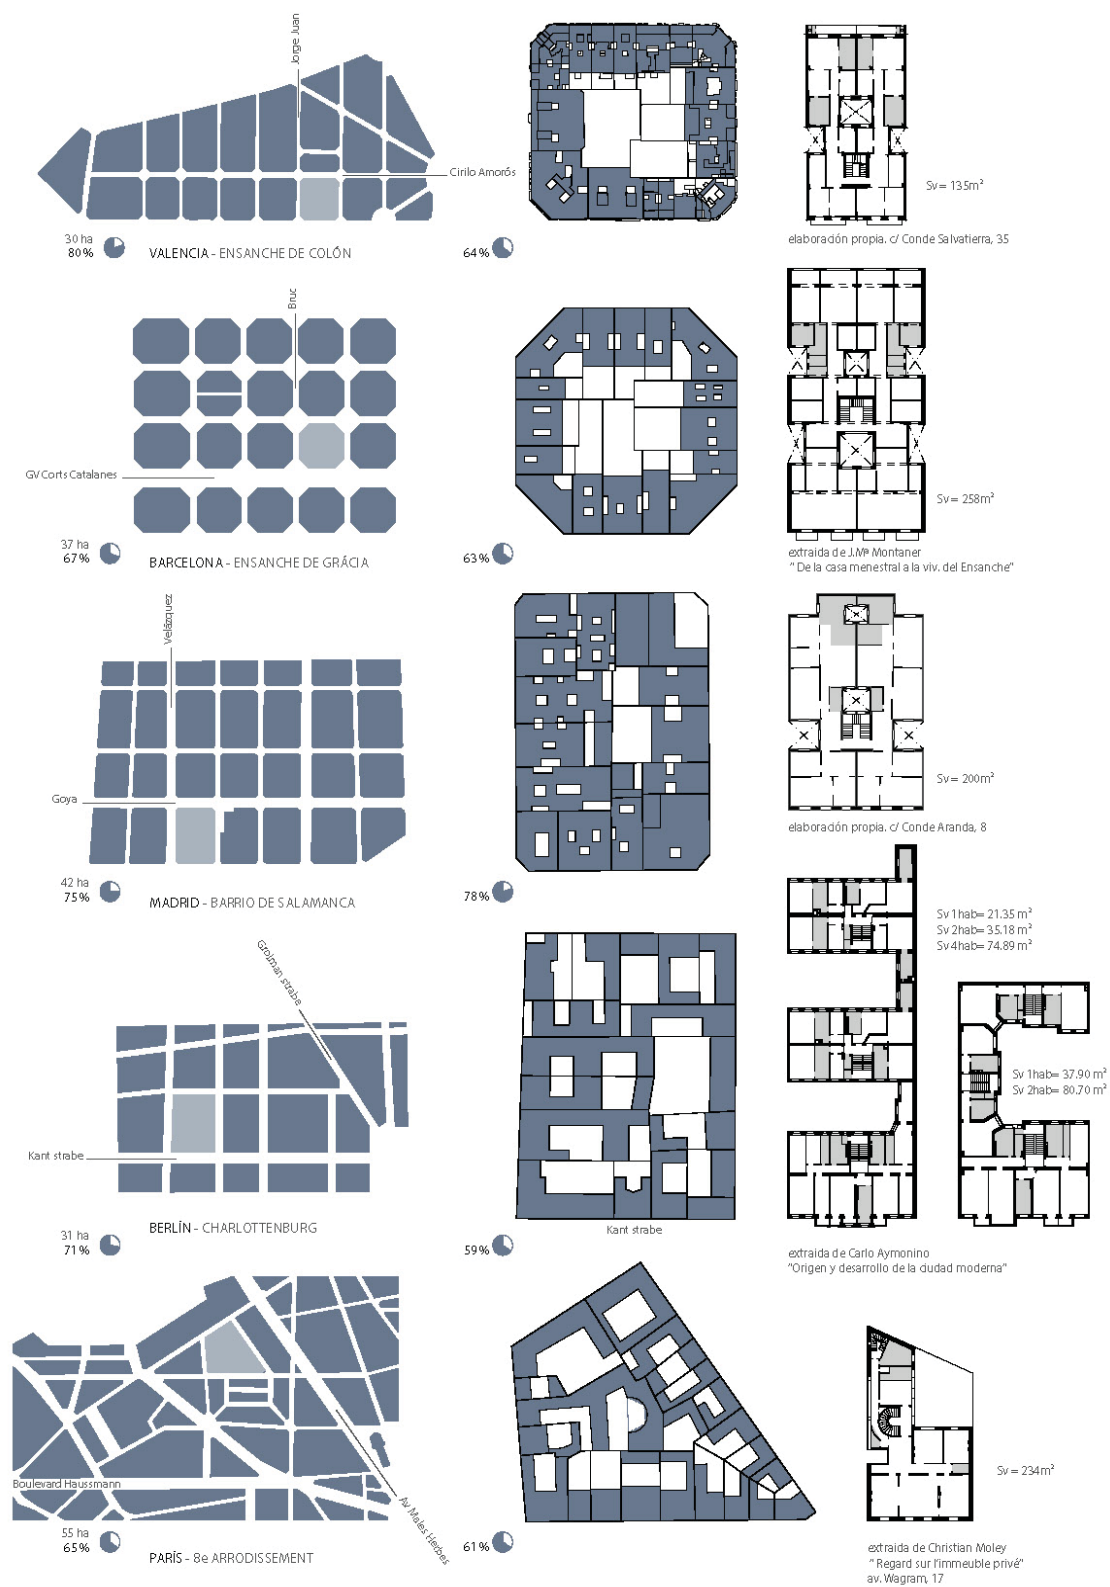 Jorge Juan
Cirilo Amorós
Sv = 135m²
30 ha
80%
VALENCIA - ENSANCHE DE COLÓN
64%
elaboración propia. c/ Conde Salvatierra, 35
Bruc
GV Corts Catalanes
Sv = 258m²
37 ha
67%
BARCELONA - ENSANCHE DE GRÁCIA
63%
extraida de J.Mª Montaner
" De la casa menestral a la viv. del Ensanche"
Velázquez
Goya
Sv = 200m²
elaboración propia. c/ Conde Aranda, 8
42 ha
75%
MADRID - BARRIO DE SALAMANCA
78%
Sv 1hab= 21.35 m²
Sv 2hab= 35.18 m²
Sv 4hab= 74.89 m²
Grolman strabe
Sv 1hab= 37.90 m²
Sv 2hab= 80.70 m²
Kant strabe
31 ha
71%
BERLÍN - CHARLOTTENBURG
59%
Kant strabe
extraida de Carlo Aymonino
"Origen y desarrollo de la ciudad moderna"
Boulevard Haussmann
Av Males Herbes
Sv = 234m²
55 ha
65%
PARÍS - 8e ARRODISSEMENT
61%
extraida de Christian Moley
" Regard sur l'immeuble privé"
av. Wagram, 17